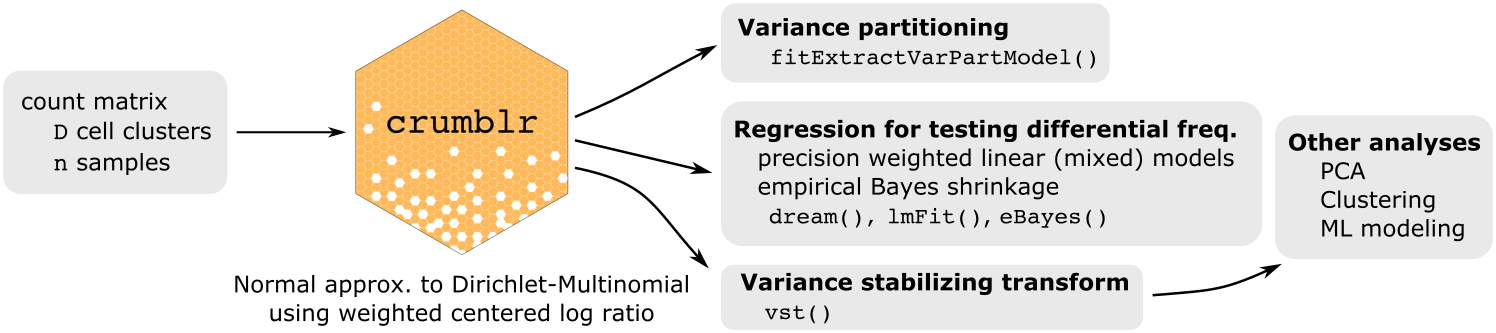 count matrix
D cell clusters
n samples
crumblr
Normal approx. to Dirichlet-Multinomial
using weighted centered log ratio
Variance partitioning
fitExtractVarPartModel()
Regression for testing differential freq.
precision weighted linear (mixed) models
empirical Bayes shrinkage
dream(), lmFit(), eBayes()
Variance stabilizing transform
vst()
Other analyses
PCA
Clustering
ML modeling